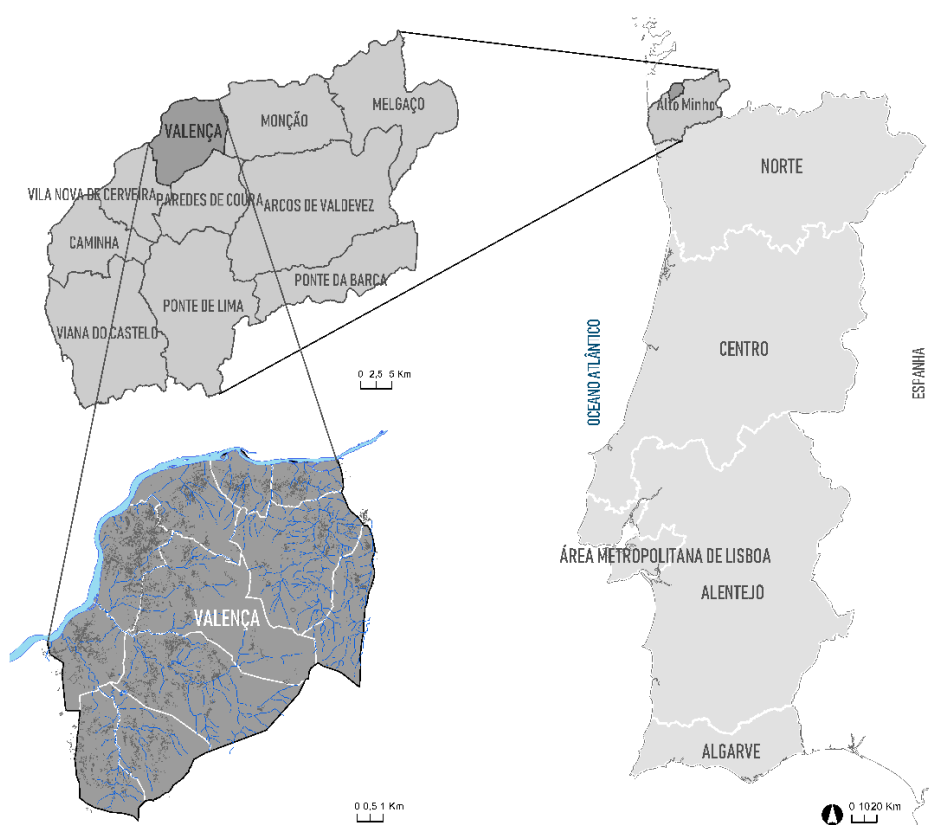 MELGAÇO
MONÇÃO
VALENÇA
VILA NOVA DE CERVEIRA
PAREDES DE COURA
ARCOS DE VALDEVEZ
CAMINHA
PONTE DA BARCA
PONTE DE LIMA
VIANA DO CASTELO
0 2,5 5 Km
VALENÇA
0 0,5 1 Km
Alto Minho
NORTE
CENTRO
OCEANO ATLÂNTICO
ESPANHA
ÁREA METROPOLITANA DE LISBOA
ALENTEJO
ALGARVE
0 1020 Km